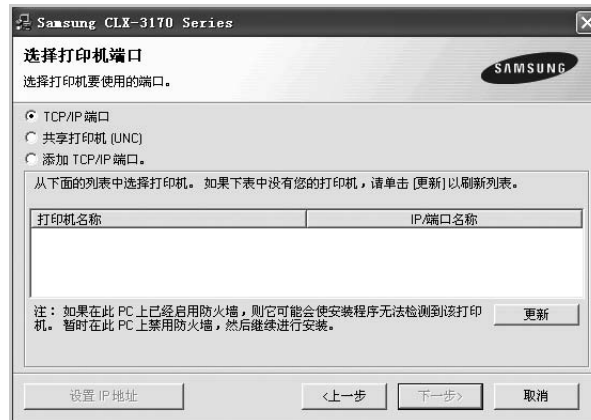 Samsung CLX-3170 Series
选择打印机端口
选择打印机要使用的端口。
SAMSUNG
TCP/IP 端口
共享打印机 (UNC)
添加 TCP/IP 端口。
从下面的列表中选择打印机。 如果下表中没有您的打印机，请单击 [更新] 以刷新列表。
打印机名称 IP/端口名称
注： 如果在此 PC 上已经启用防火墙，则它可能会使安装程序无法检测到该打印
机。 暂时在此 PC 上禁用防火墙，然后继续进行安装。
更新
设置 IP 地址 <上一步 下一步> 取消